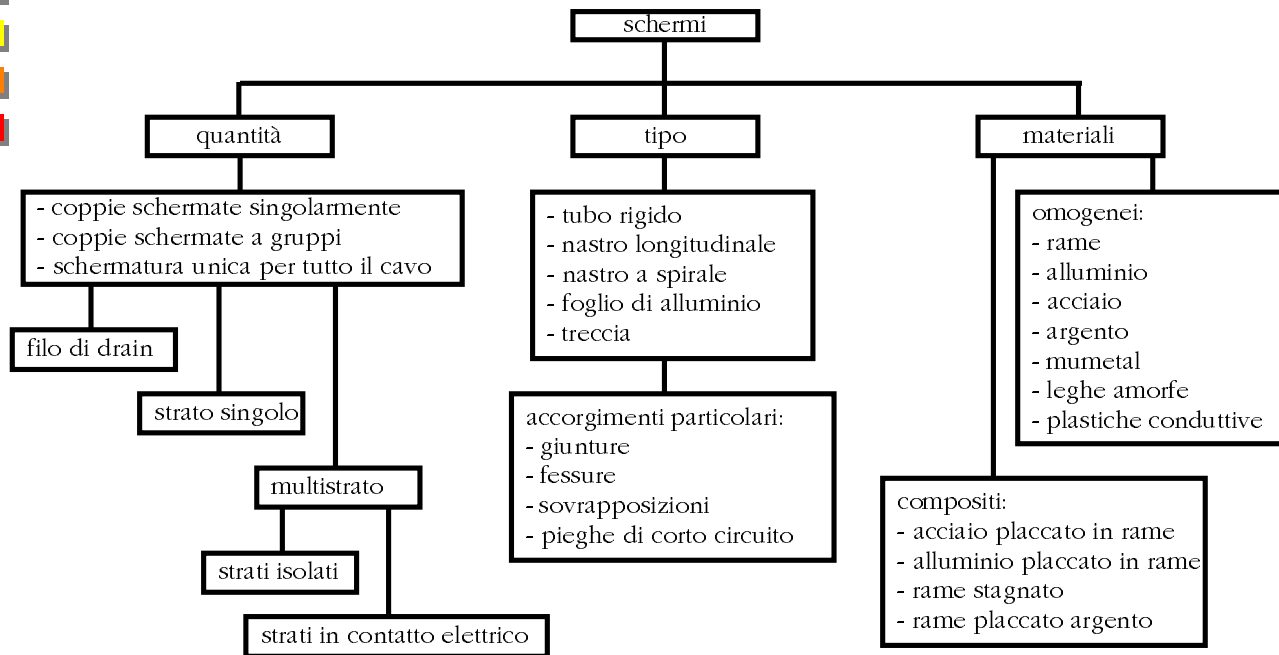 schermi
quantità
- coppie schermate singolarmente
- coppie schermate a gruppi
- schermatura unica per tutto il cavo
filo di drain
strato singolo
multistrato
strati isolati
strati in contatto elettrico
tipo
- tubo rigido
- nastro longitudinale
- nastro a spirale
- foglio di alluminio
- treccia
accorgimenti particolari:
- giunture
- fessure
- sovrapposizioni
- pieghe di corto circuito
materiali
omogenei:
- rame
- alluminio
- acciaio
- argento
- mumetal
- leghe amorfe
- plastiche conduttive
compositi:
- acciaio placcato in rame
- alluminio placcato in rame
- rame stagnato
- rame placcato argento